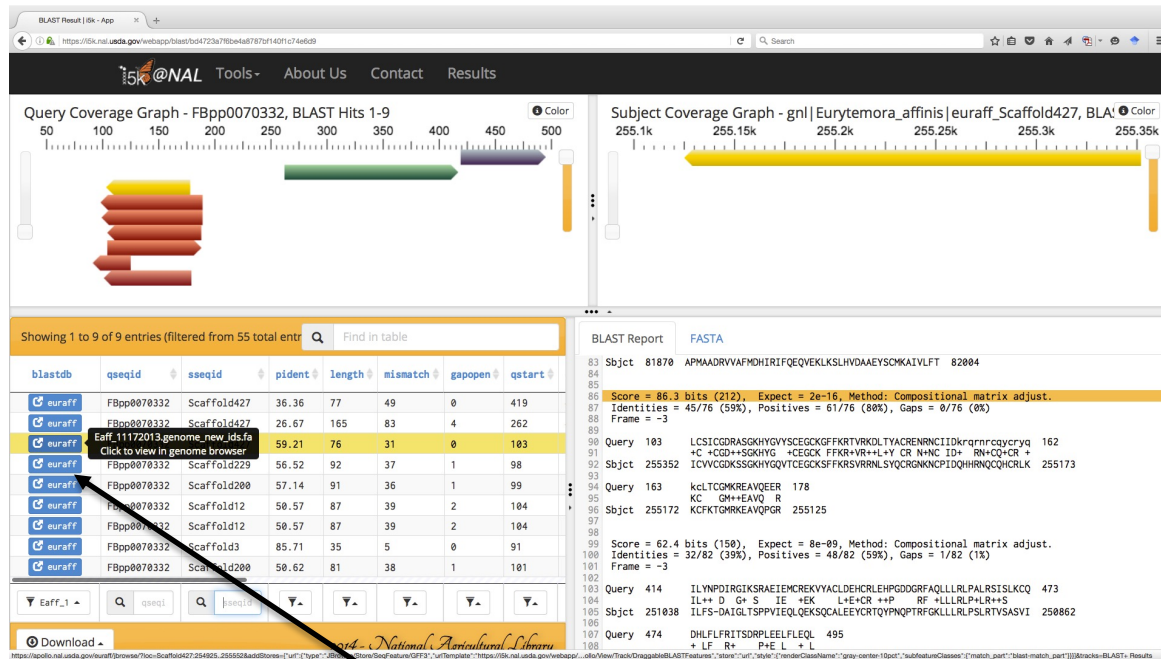 BLAST Result | i5k - App × +
https://i5k.nal.usda.gov/webapp/blast/bd4723a7f6be4a8787bf140f1c74e6d9
Search
i5k @NAL Tools About Us Contact Results
Query Coverage Graph - FBpp0070332, BLAST Hits 1-9 Color
50 100 150 200 250 300 350 400 450 500
Subject Coverage Graph - gnl|Eurytemora_affinis|euraff_Scaffold427, BLA Color
255.1k 255.15k 255.2k 255.25k 255.3k 255.35k
Showing 1 to 9 of 9 entries (filtered from 55 total entr Find in table
blastdb qseqid sseqid pident length mismatch gapopen qstart
euraff FBpp0070332 Scaffold427 36.36 77 49 0 419
euraff FBpp0070332 Scaffold427 26.67 165 83 4 262
euraff 59.21 76 31 0 103
Eaff_11172013.genome_new_ids.fa
Click to view in genome browser
euraff FBpp0070332 Scaffold229 56.52 92 37 1 98
euraff FBpp0070332 Scaffold200 57.14 91 36 1 99
euraff FBpp0070332 Scaffold12 50.57 87 39 2 104
euraff FBpp0070332 Scaffold12 50.57 87 39 2 104
euraff FBpp0070332 Scaffold3 85.71 35 5 0 91
euraff FBpp0070332 Scaffold200 50.62 81 38 1 101
Eaff_1 qseqi sseqid
Download 2014 - National Agricultural Library
BLAST Report FASTA
83 Sbjct 81870 APMAADRVVAFMDHIRIFQEQVEKLKSLHVDAAEYSCMKAIVLFT 82004
84
85
86 Score = 86.3 bits (212), Expect = 2e-16, Method: Compositional matrix adjust.
87 Identities = 45/76 (59%), Positives = 61/76 (80%), Gaps = 0/76 (0%)
88 Frame = -3
89
90 Query 103 LCSICGDRASGKHYGVYSCEGCKGFFKRTVRKDLTYACRENRNCIIDkrqrnrcqycryq 162
91 +C +CGD++SGKHYG +CEGCK FFKR+VR++L+Y CR N+NC ID+ RN+CQ+CR +
92 Sbjct 255352 ICVVCGDKSSGKHYGQVTCEGCKSFFKRSVRRNLSYQCRGNKNCPIDQHHRNQCQHCRLK 255173
93
94 Query 163 kcLTCGMKREAVQEER 178
95 KC GM++EAVQ R
96 Sbjct 255172 KCFKTGMRKEAVQPGR 255125
97
98
99 Score = 62.4 bits (150), Expect = 8e-09, Method: Compositional matrix adjust.
100 Identities = 32/82 (39%), Positives = 48/82 (59%), Gaps = 1/82 (1%)
101 Frame = -3
102
103 Query 414 ILYNPDIRGIKSRAEIEMCREKVYACLDEHCRLEHPGDDGRFAQLLLRLPALRSISLKCQ 473
104 IL++ D G+ S IE +EK L+E+CR ++P RF +LLLRLP+LR++S
105 Sbjct 251038 ILFS-DAIGLTSPPVIEQLQEKSQCALEEYCRTQYPNQPTRFGKLLLRLPSLRTVSASVI 250862
106
107 Query 474 DHLFLFRITSDRPLEELFLEQL 495
108 + LF R+ P+E L + L